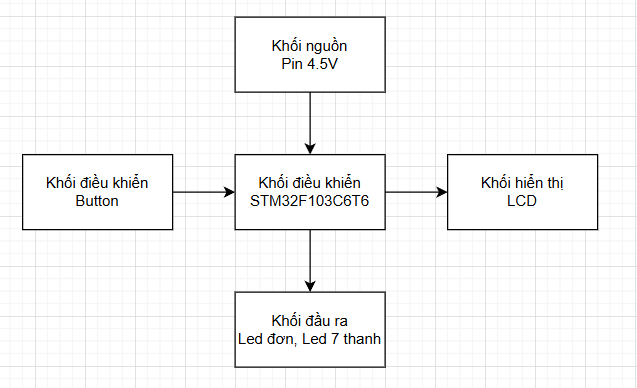 Khối nguồn
Pin 4.5V
Khối điều khiển
Button
Khối điều khiển
STM32F103C6T6
Khối hiển thị
LCD
Khối đầu ra
Led đơn, Led 7 thanh